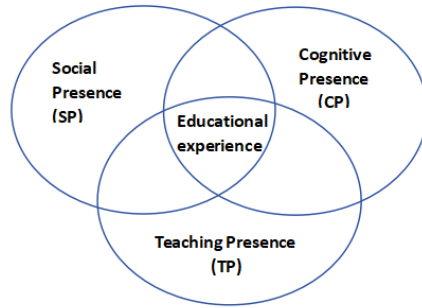 Social
Presence
(SP)
Cognitive
Presence
(CP)
Educational
experience
Teaching Presence
(TP)